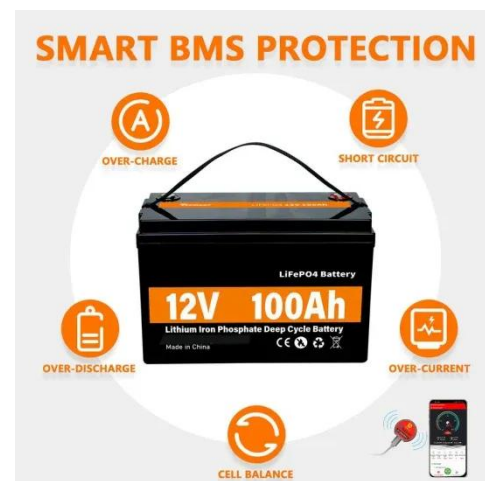 SMART BMS PROTECTION
A
OVER-CHARGE
SHORT CIRCUIT
LiFePO4 Battery
12V 100Ah
Lithium Iron Phosphate Deep Cycle Battery
Made in China
CE
OVER-DISCHARGE
OVER-CURRENT
CELL BALANCE